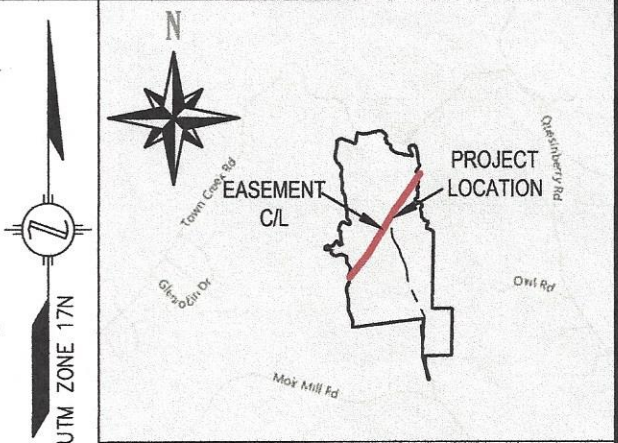 N
Quesinberry Rd
PROJECT
LOCATION
Town Creek Rd
EASEMENT
C/L
Owl Rd
UTM ZONE 17N
Moir Mill Rd